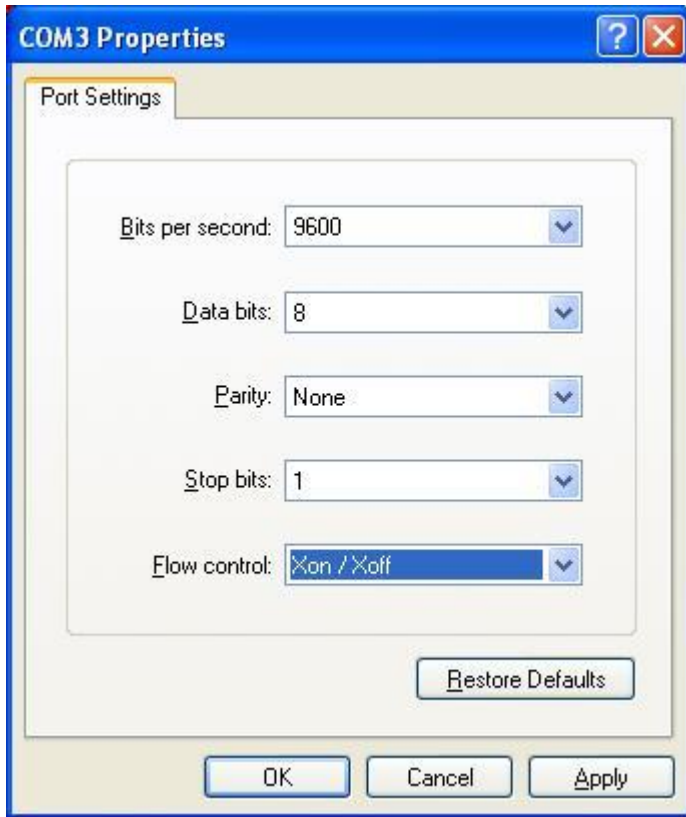 COM3 Properties
Port Settings
Bits per second: 9600
Data bits: 8
Parity: None
Stop bits: 1
Flow control: Xon / Xoff
Restore Defaults
OK Cancel Apply